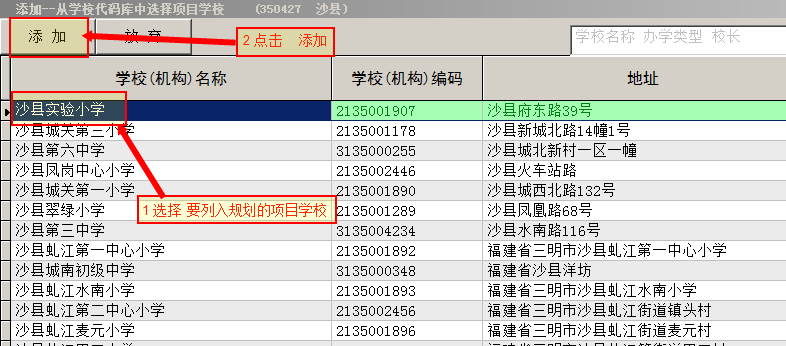 添加--从学校代码库中选择项目学校 (350427 沙县)
添 加 放 弃 2 点击 添加 学校名称 办学类型 校长
学校(机构)名称 学校(机构)编码 地址
沙县实验小学 2135001907 沙县府东路39号
沙县城关第三小学 2135001178 沙县新城北路14幢1号
沙县第六中学 3135000255 沙县城北新村一区一幢
沙县凤岗中心小学 2135002446 沙县火车站路
沙县城关第一小学 2135001890 沙县城西北路132号
沙县翠绿小学 1 选择 要列入规划的项目学校 2135001289 沙县凤凰路68号
沙县第三中学 3135004234 沙县水南路116号
沙县虬江第一中心小学 2135001892 福建省三明市沙县虬江第一中心小学
沙县城南初级中学 3135000348 福建省沙县洋坊
沙县虬江水南小学 2135001893 福建省三明市沙县虬江水南小学
沙县虬江第二中心小学 2135002456 福建省三明市沙县虬江街道镇头村
沙县虬江麦元小学 2135001896 福建省三明市沙县虬江街道麦元村